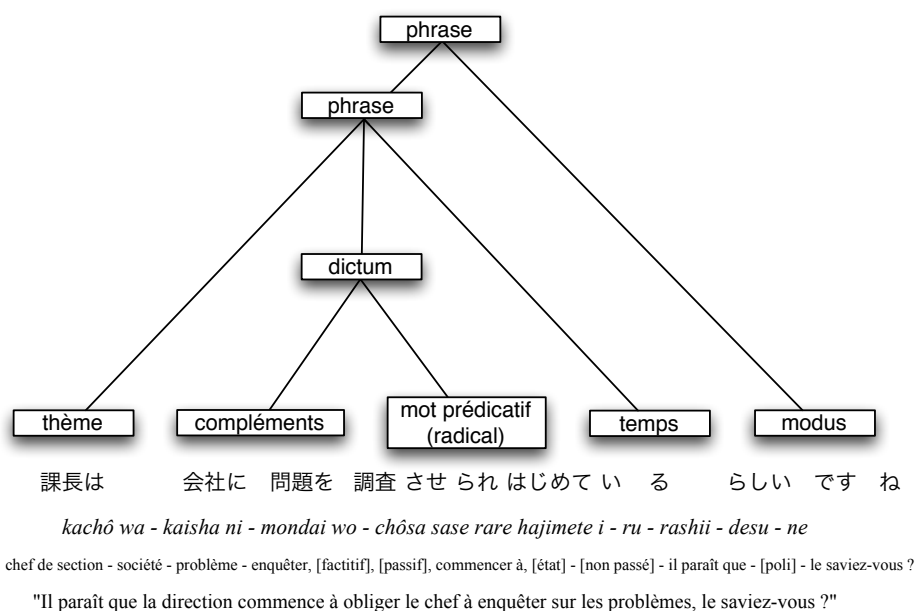 phrase
phrase
dictum
thème compléments mot prédicatif (radical) temps modus
課長は 会社に 問題を 調査 させ られ はじめて い る らしい です ね
kachô wa - kaisha ni - mondai wo - chôsa sase rare hajimete i - ru - rashii - desu - ne
chef de section - société - problème - enquêter, [factitif], [passif], commencer à, [état] - [non passé] - il paraît que - [poli] - le saviez-vous ?
"Il paraît que la direction commence à obliger le chef à enquêter sur les problèmes, le saviez-vous ?"